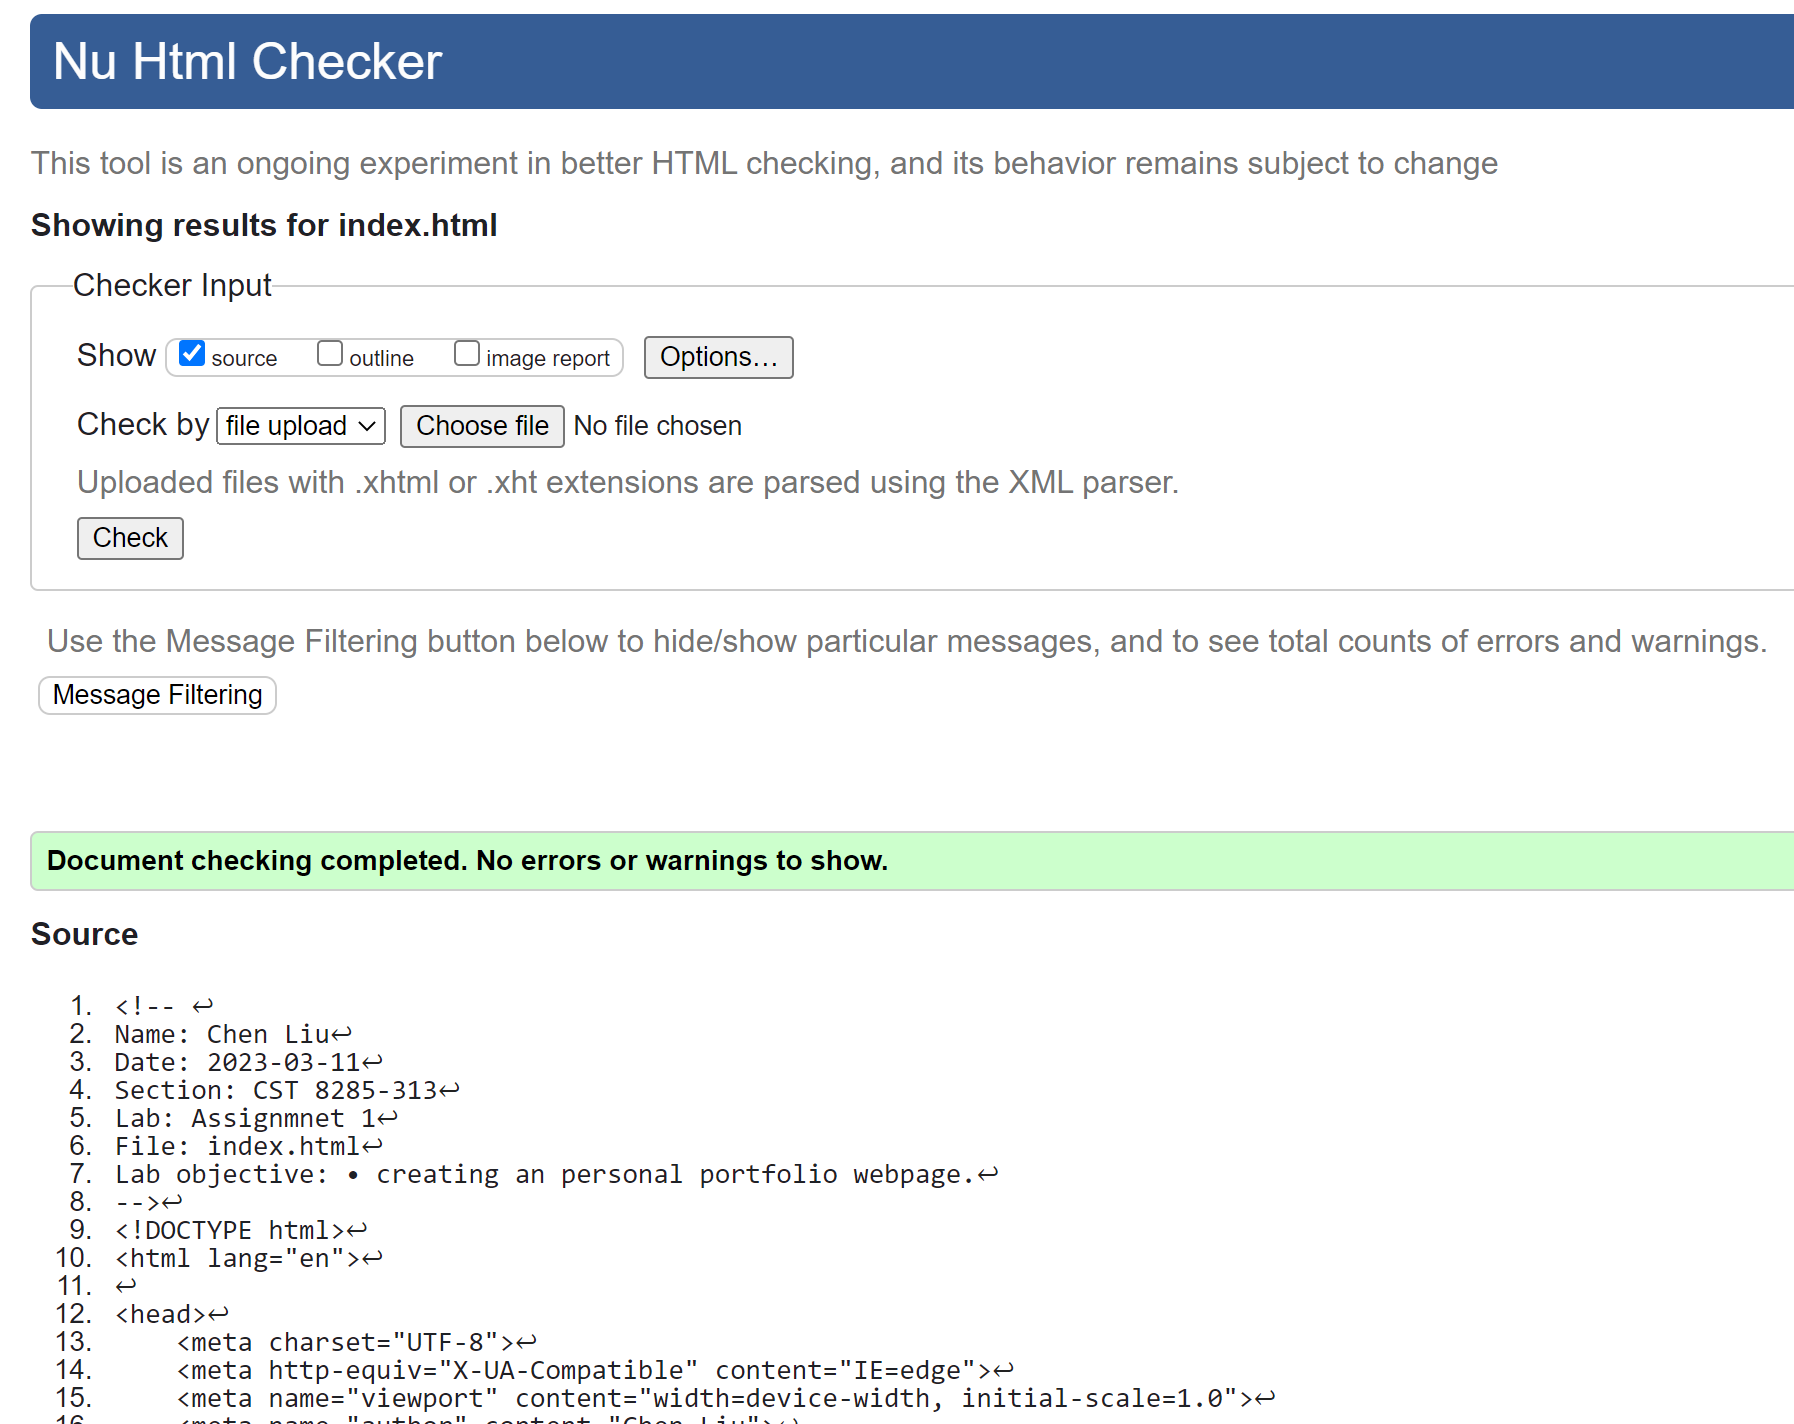 Nu Html Checker
This tool is an ongoing experiment in better HTML checking, and its behavior remains subject to change
Showing results for index.html
Checker Input
Show source outline image report Options...
Check by file upload Choose file No file chosen
Uploaded files with .xhtml or .xht extensions are parsed using the XML parser.
Check
Use the Message Filtering button below to hide/show particular messages, and to see total counts of errors and warnings.
Message Filtering
Document checking completed. No errors or warnings to show.
Source
1. <!-- ↩
2. Name: Chen Liu↩
3. Date: 2023-03-11↩
4. Section: CST 8285-313↩
5. Lab: Assignmnet 1↩
6. File: index.html↩
7. Lab objective: • creating an personal portfolio webpage.↩
8. -->↩
9. <!DOCTYPE html>↩
10. <html lang="en">↩
11. ↩
12. <head>↩
13. <meta charset="UTF-8">↩
14. <meta http-equiv="X-UA-Compatible" content="IE=edge">↩
15. <meta name="viewport" content="width=device-width, initial-scale=1.0">↩
16. <meta name="author" content="Chen Liu">↩